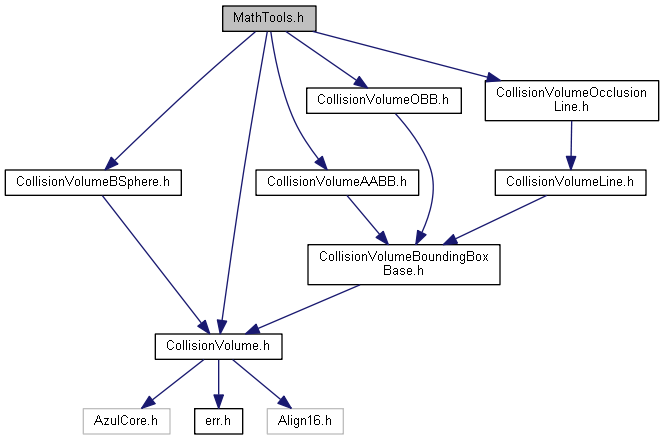 MathTools.h
CollisionVolumeOBB.h
CollisionVolumeOcclusion
Line.h
CollisionVolumeBSphere.h
CollisionVolumeAABB.h
CollisionVolumeLine.h
CollisionVolumeBoundingBox
Base.h
CollisionVolume.h
AzulCore.h
err.h
Align16.h